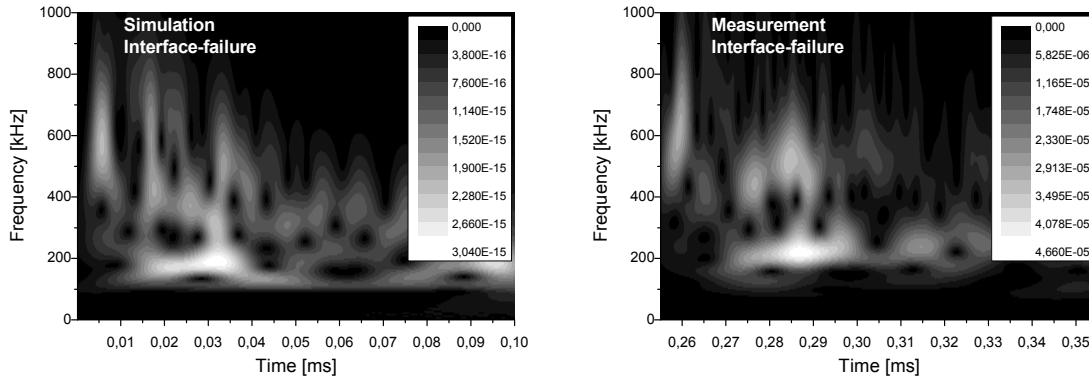 Simulation
Interface-failure
1000
800
600
400
200
0
Frequency [kHz]
0,01 0,02 0,03 0,04 0,05 0,06 0,07 0,08 0,09 0,10
Time [ms]
0,000
3,800E-16
7,600E-16
1,140E-15
1,520E-15
1,900E-15
2,280E-15
2,660E-15
3,040E-15
Measurement
Interface-failure
1000
800
600
400
200
0
Frequency [kHz]
0,26 0,27 0,28 0,29 0,30 0,31 0,32 0,33 0,34 0,35
Time [ms]
0,000
5,825E-06
1,165E-05
1,748E-05
2,330E-05
2,913E-05
3,495E-05
4,078E-05
4,660E-05